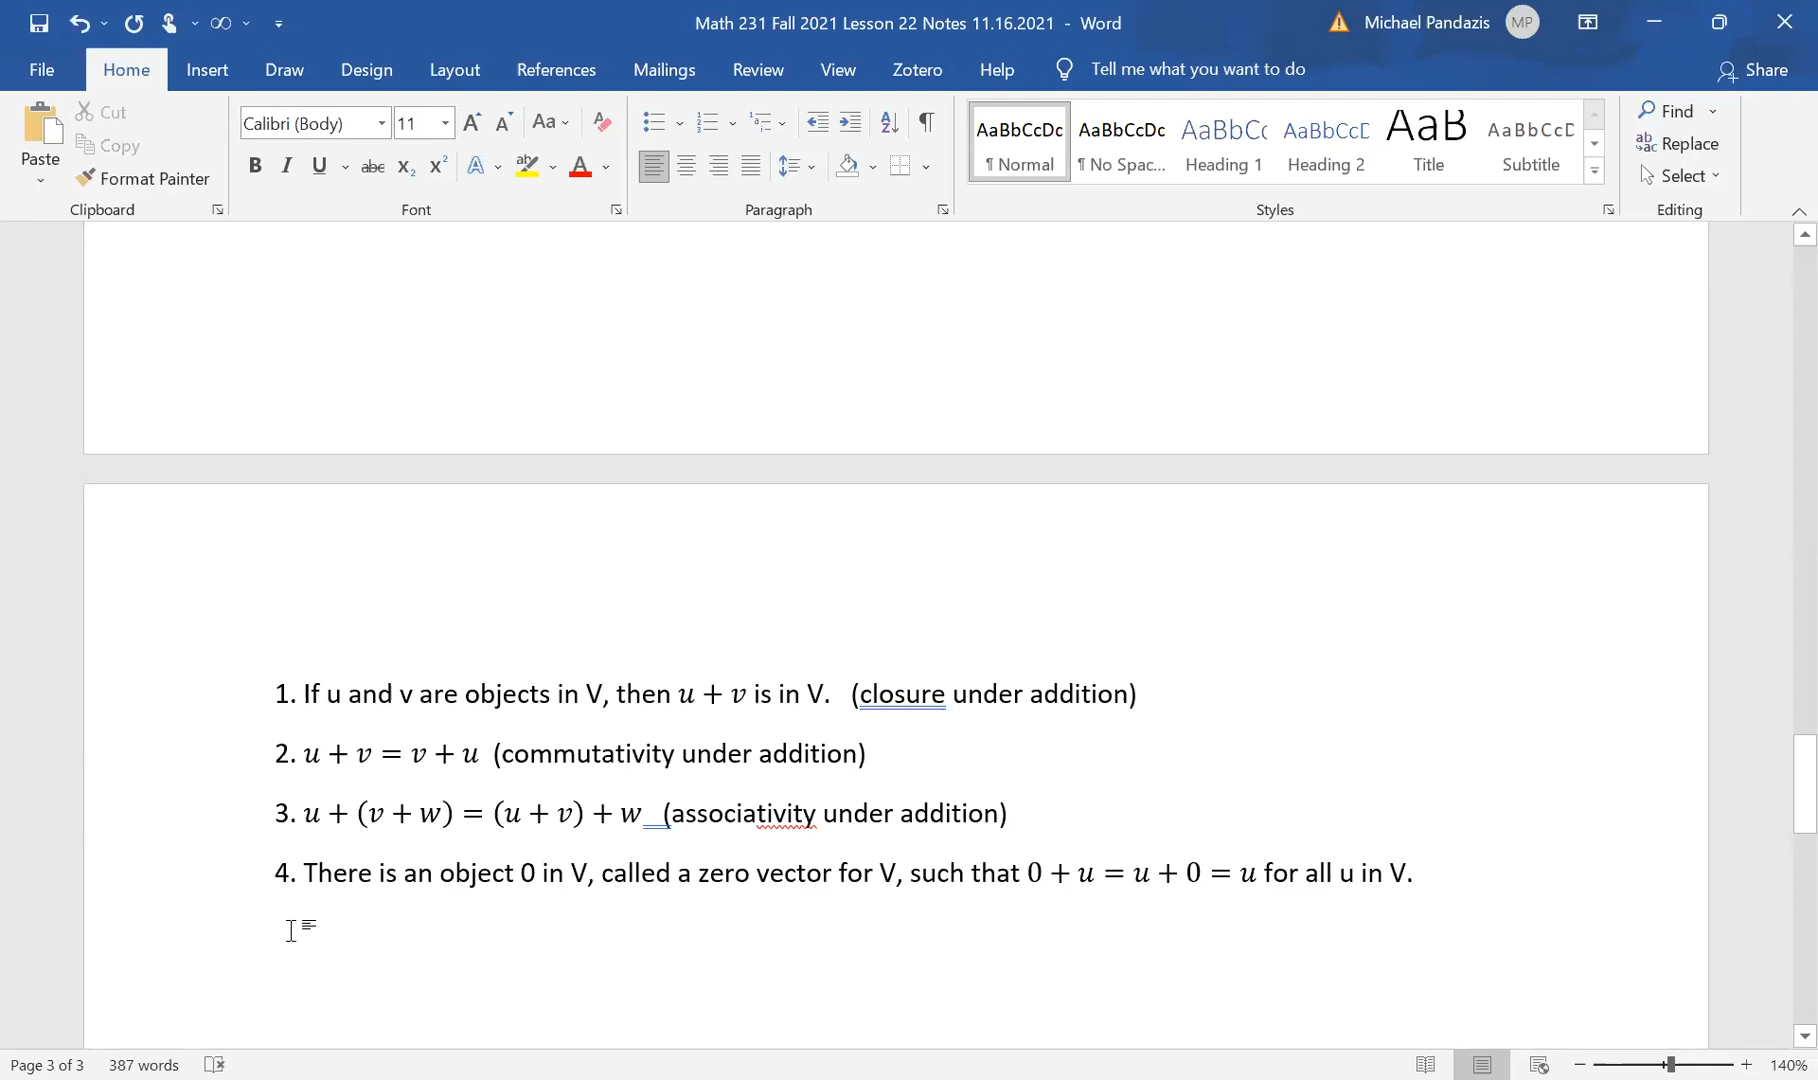 Math 231 Fall 2021 Lesson 22 Notes 11.16.2021 - Word
Michael Pandazis MP
File Home Insert Draw Design Layout References Mailings Review View Zotero Help Tell me what you want to do Share
Paste
Cut
Copy
Format Painter
Clipboard
Calibri (Body) 11
Font
Paragraph
AaBbCcDc AaBbCcDc AaBbCc AaBbCcD AaB AaBbCcD
¶ Normal ¶ No Spac... Heading 1 Heading 2 Title Subtitle
Styles
Find
Replace
Select
Editing
1. If u and v are objects in V, then u + v is in V. (closure under addition)
2. u + v = v + u (commutativity under addition)
3. u + (v + w) = (u + v) + w (associativity under addition)
4. There is an object 0 in V, called a zero vector for V, such that 0 + u = u + 0 = u for all u in V.
Page 3 of 3 387 words 140%